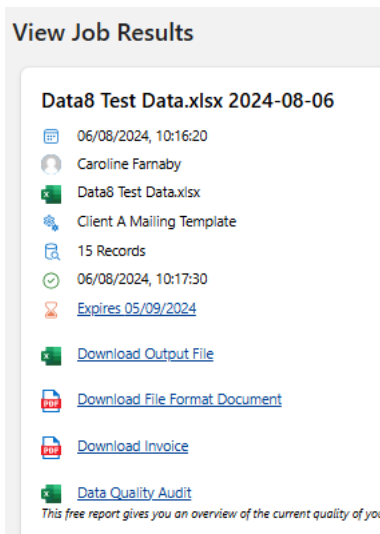 View Job Results
Data8 Test Data.xlsx 2024-08-06
06/08/2024, 10:16:20
Caroline Farnaby
Data8 Test Data.xlsx
Client A Mailing Template
15 Records
06/08/2024, 10:17:30
Expires 05/09/2024
Download Output File
PDF
Download File Format Document
PDF
Download Invoice
Data Quality Audit
This free report gives you an overview of the current quality of you